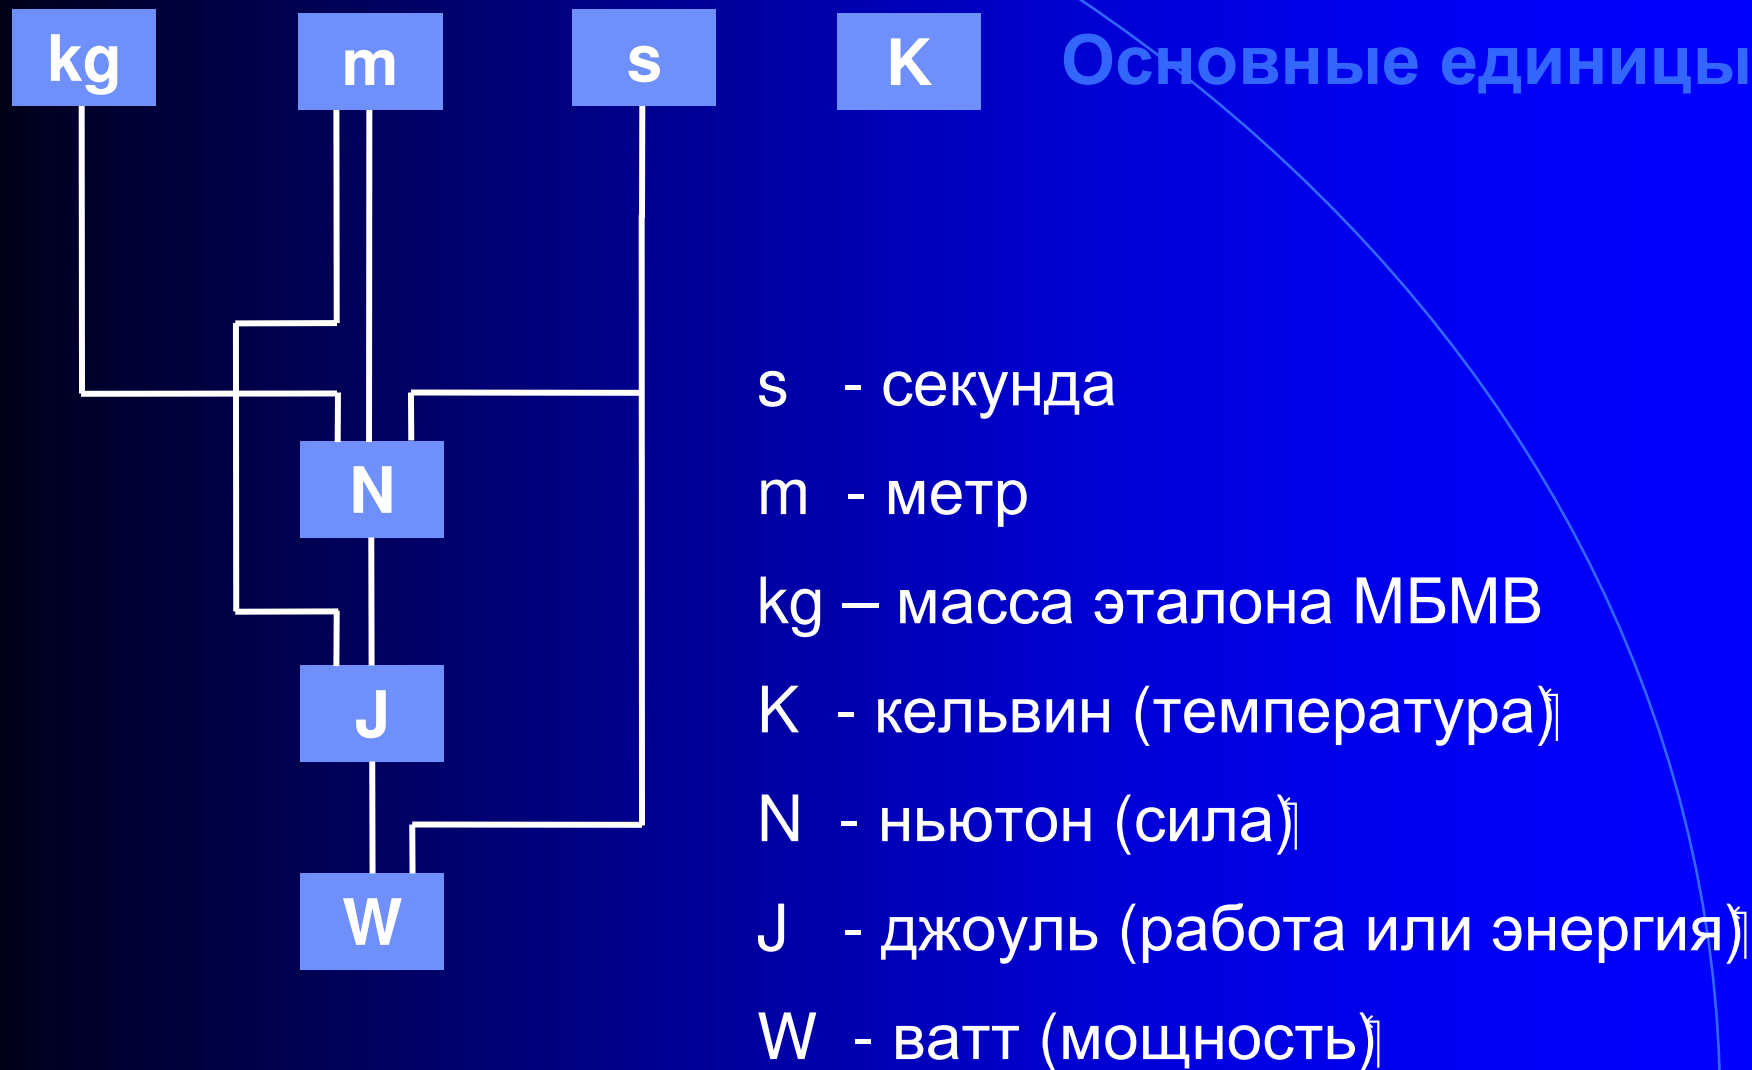 kg m s K Основные единицы
s - секунда
m - метр
kg – масса эталона МБМВ
N
K - кельвин (температура)
J
N - ньютон (сила)
W
J - джоуль (работа или энергия)
W - ватт (мощность)